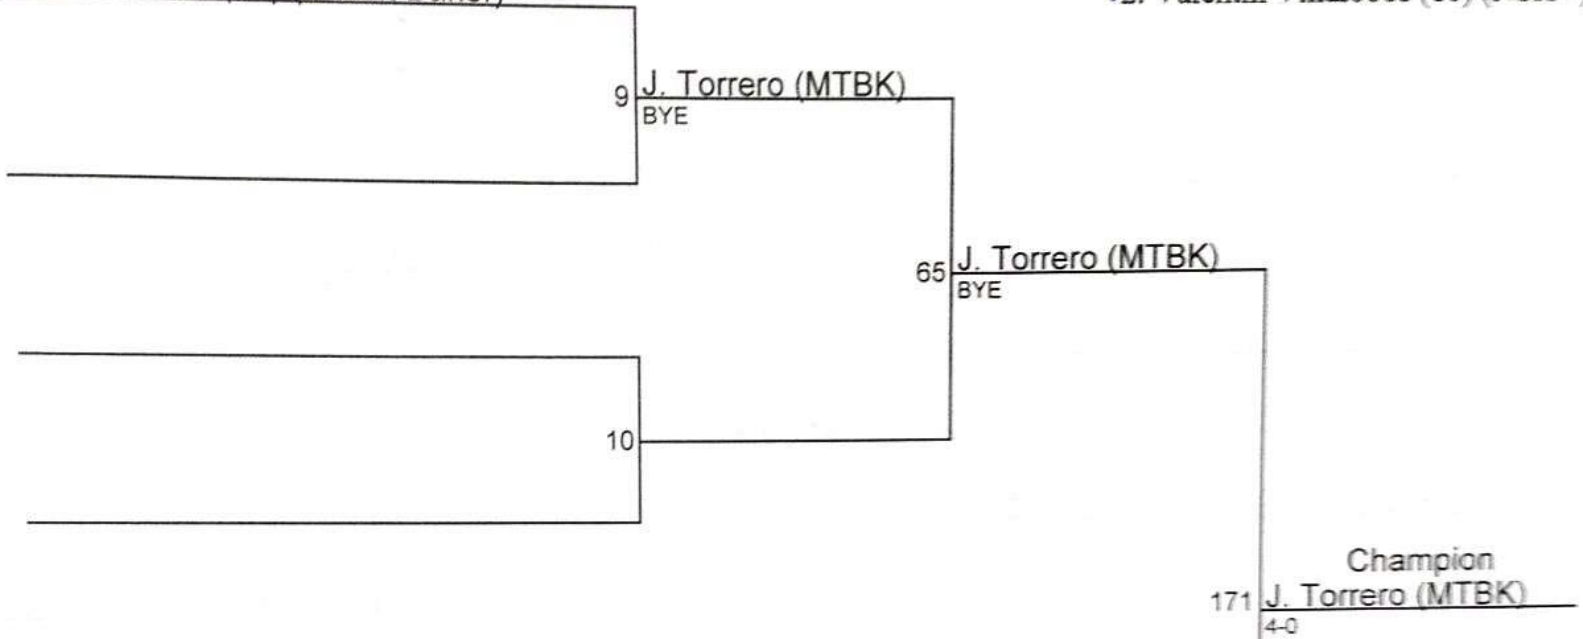 9 J. Torrero (MTBK)
BYE
65 J. Torrero (MTBK)
BYE
10
Champion
171 J. Torrero (MTBK)
4-0